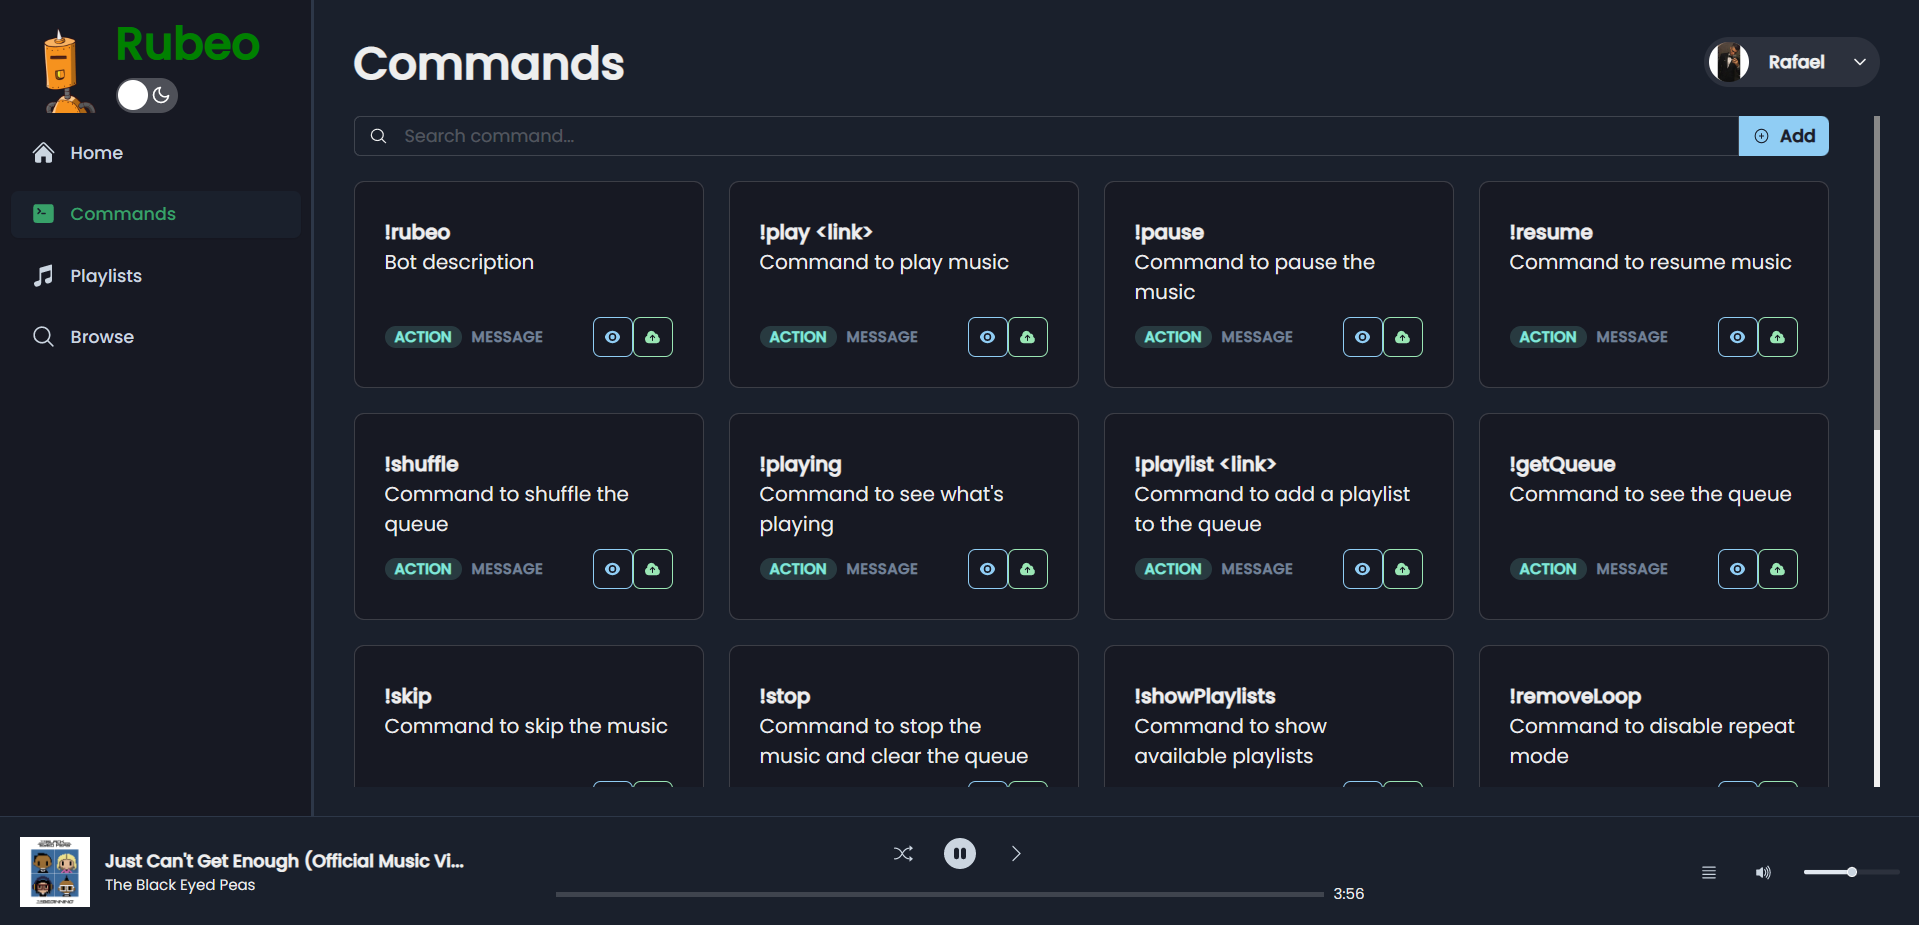 Rubeo
Home
Commands
Playlists
Browse
Commands
Rafael
Search command...
Add
!rubeo
Bot description
ACTION MESSAGE
!play <link>
Command to play music
ACTION MESSAGE
!pause
Command to pause the
music
ACTION MESSAGE
!resume
Command to resume music
ACTION MESSAGE
!shuffle
Command to shuffle the
queue
ACTION MESSAGE
!playing
Command to see what's
playing
ACTION MESSAGE
!playlist <link>
Command to add a playlist
to the queue
ACTION MESSAGE
!getQueue
Command to see the queue
ACTION MESSAGE
!skip
Command to skip the music
!stop
Command to stop the
music and clear the queue
!showPlaylists
Command to show
available playlists
!removeLoop
Command to disable repeat
mode
Just Can't Get Enough (Official Music Vi...
The Black Eyed Peas
3:56